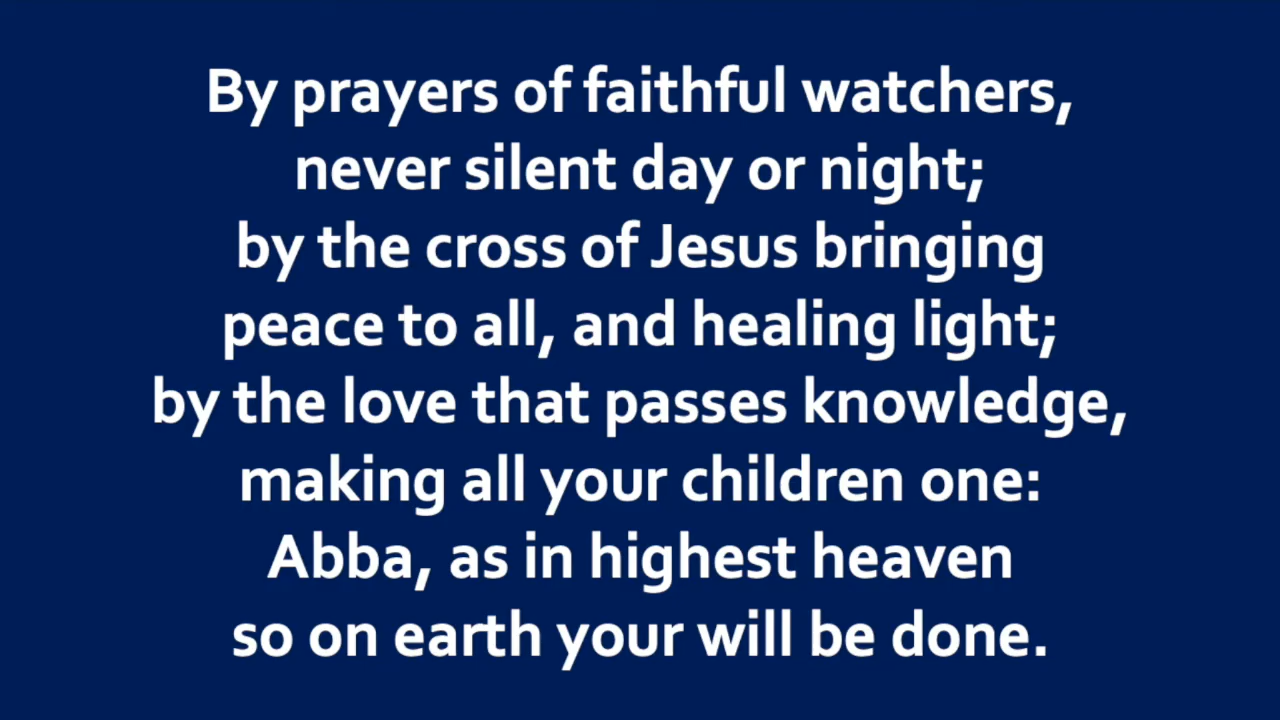 By prayers of faithful watchers,
never silent day or night;
by the cross of Jesus bringing
peace to all, and healing light;
by the love that passes knowledge,
making all your children one:
Abba, as in highest heaven
so on earth your will be done.